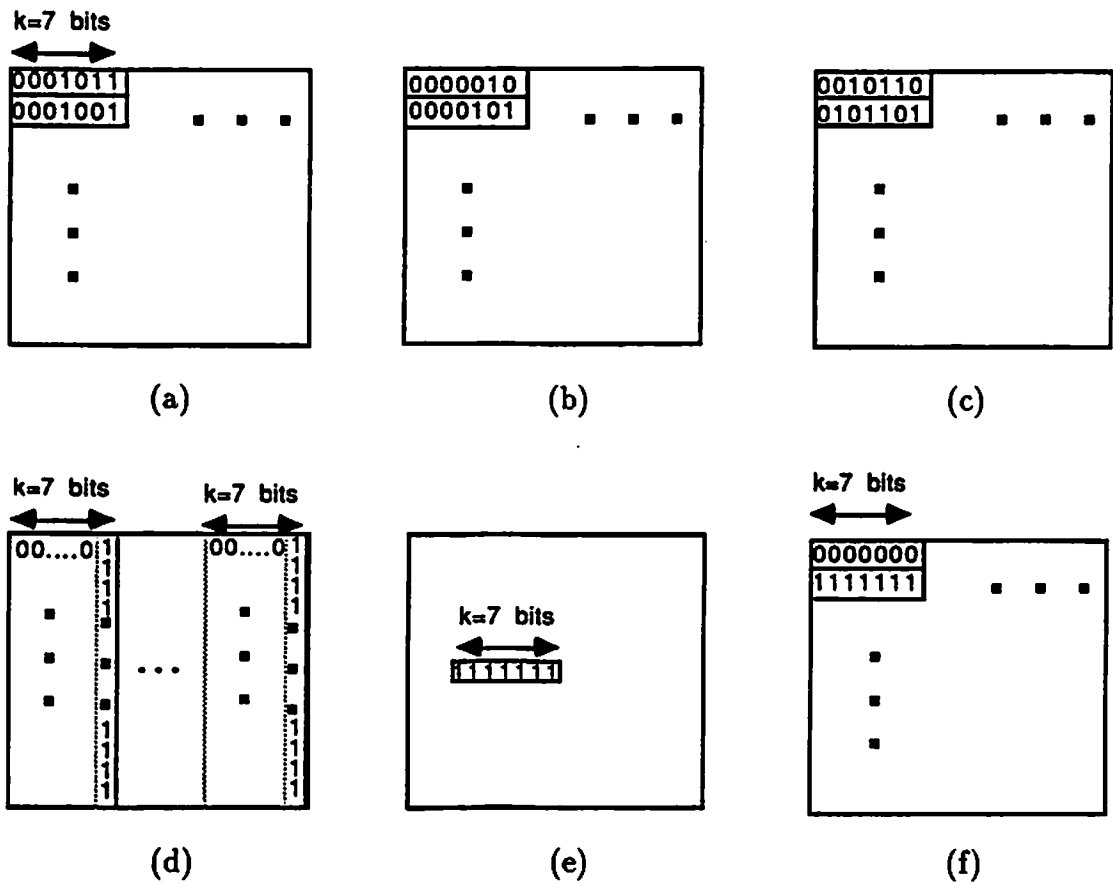 k=7 bits
0001011
0001001
0000010
0000101
0010110
0101101
(a)
(b)
(c)
k=7 bits
k=7 bits
00....0
1
1
1
1
1
1
1
1
00....0
1
1
1
1
1
1
1
1
...
k=7 bits
1111111
k=7 bits
0000000
1111111
(d)
(e)
(f)